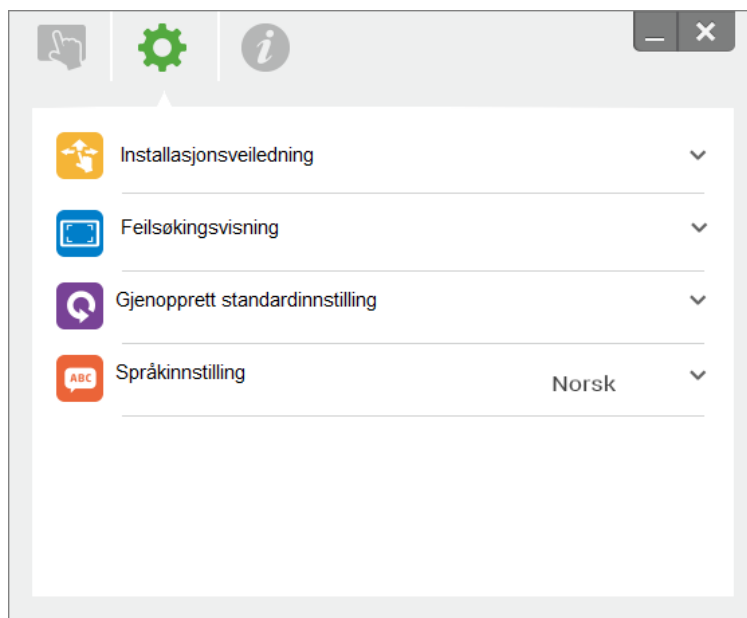 Installasjonsveiledning
Feilsøkingsvisning
Gjenopprett standardinnstilling
ABC
Språkinnstilling
Norsk